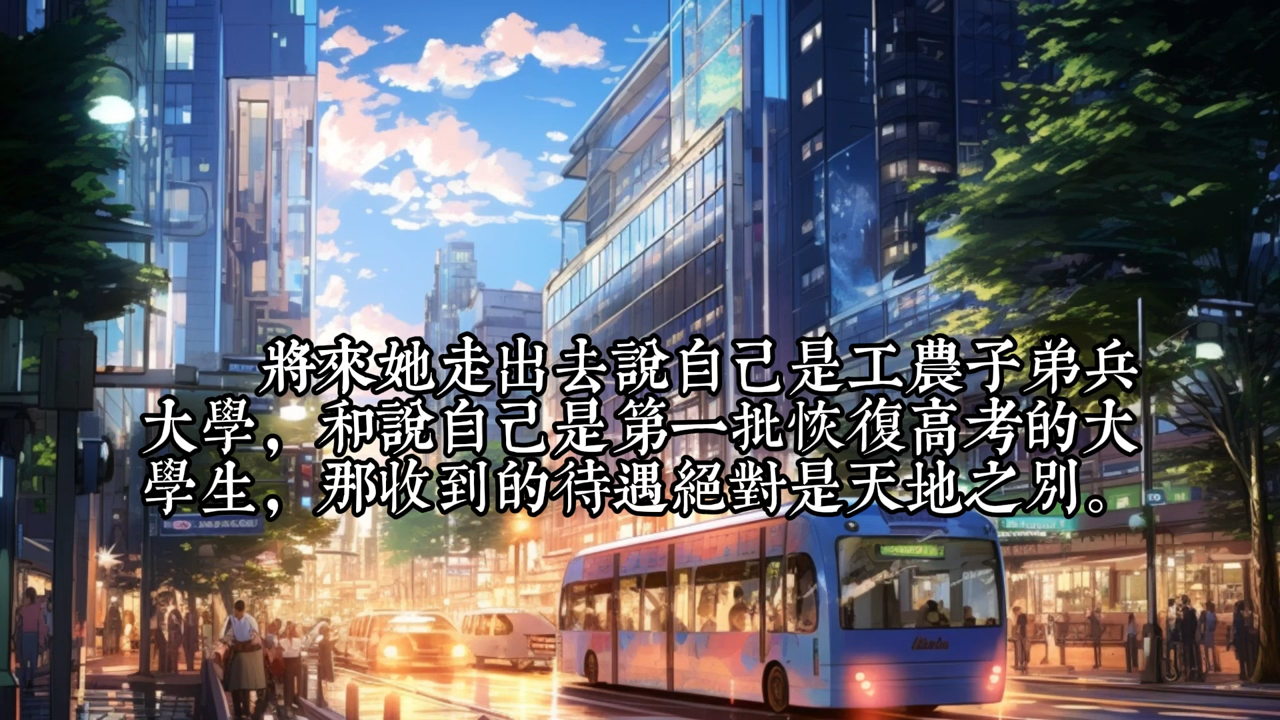 將來她走出去說自己是工農子弟兵
大學，和說自己是第一批恢復高考的大
學生，那收到的待遇絕對是天地之別。